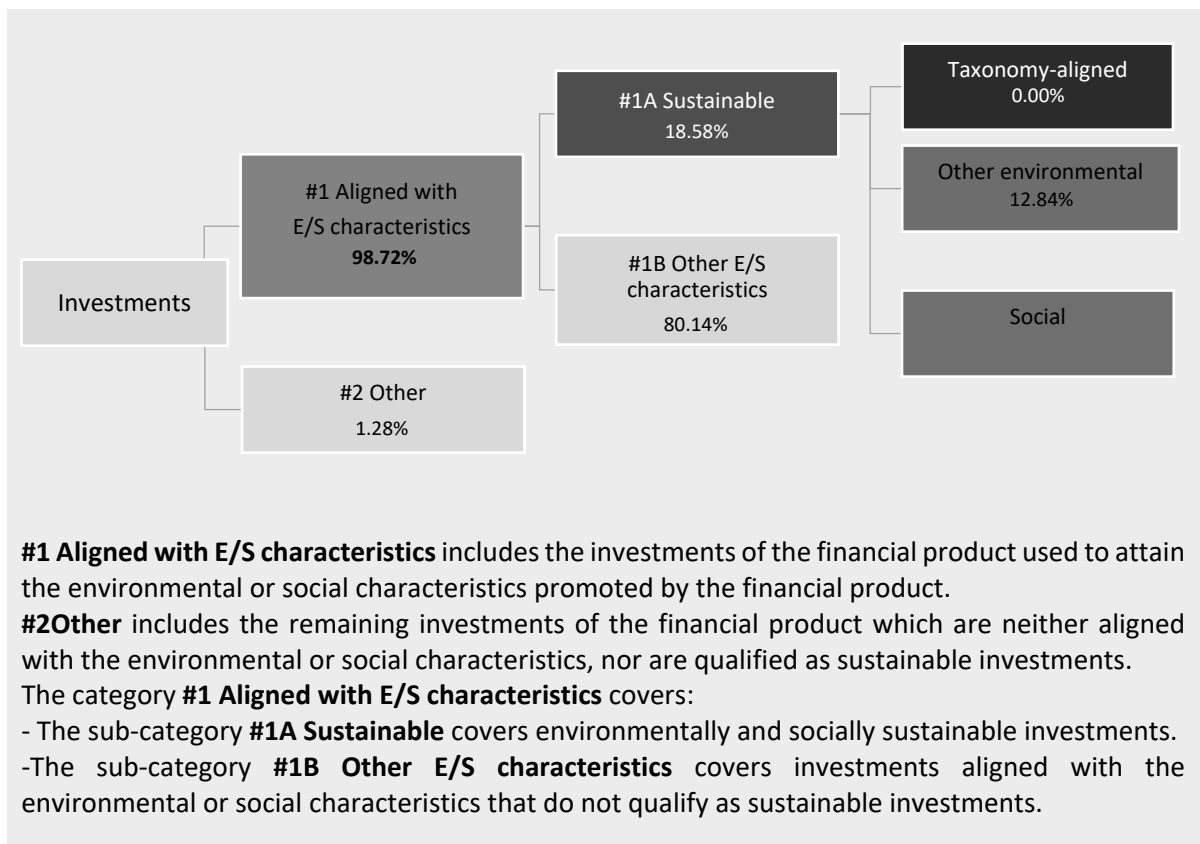 Investments
#1 Aligned with
E/S characteristics
98.72%
#2 Other
1.28%
#1A Sustainable
18.58%
#1B Other E/S
characteristics
80.14%
Taxonomy-aligned
0.00%
Other environmental
12.84%
Social
#1 Aligned with E/S characteristics includes the investments of the financial product used to attain
the environmental or social characteristics promoted by the financial product.
#2Other includes the remaining investments of the financial product which are neither aligned
with the environmental or social characteristics, nor are qualified as sustainable investments.
The category #1 Aligned with E/S characteristics covers:
- The sub-category #1A Sustainable covers environmentally and socially sustainable investments.
-The sub-category #1B Other E/S characteristics covers investments aligned with the
environmental or social characteristics that do not qualify as sustainable investments.